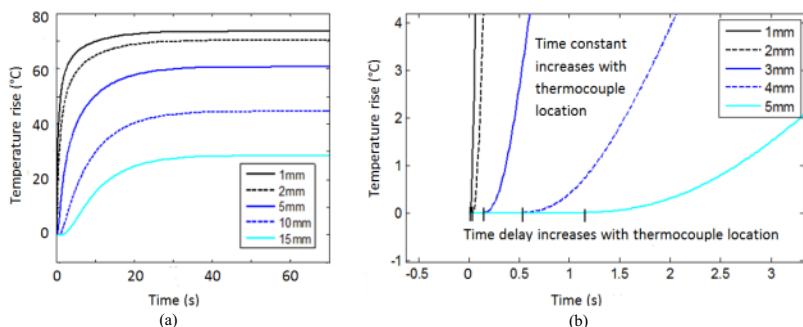 80
60
40
20
0
0
20
40
60
Temperature rise (°C)
Time (s)
1mm
2mm
5mm
10mm
15mm
(a)
4
3
2
1
0
-1
-0.5
0
0.5
1
1.5
2
2.5
3
Temperature rise (°C)
Time (s)
Time constant
increases with
thermocouple
location
1mm
2mm
3mm
4mm
5mm
Time delay increases with thermocouple location
(b)